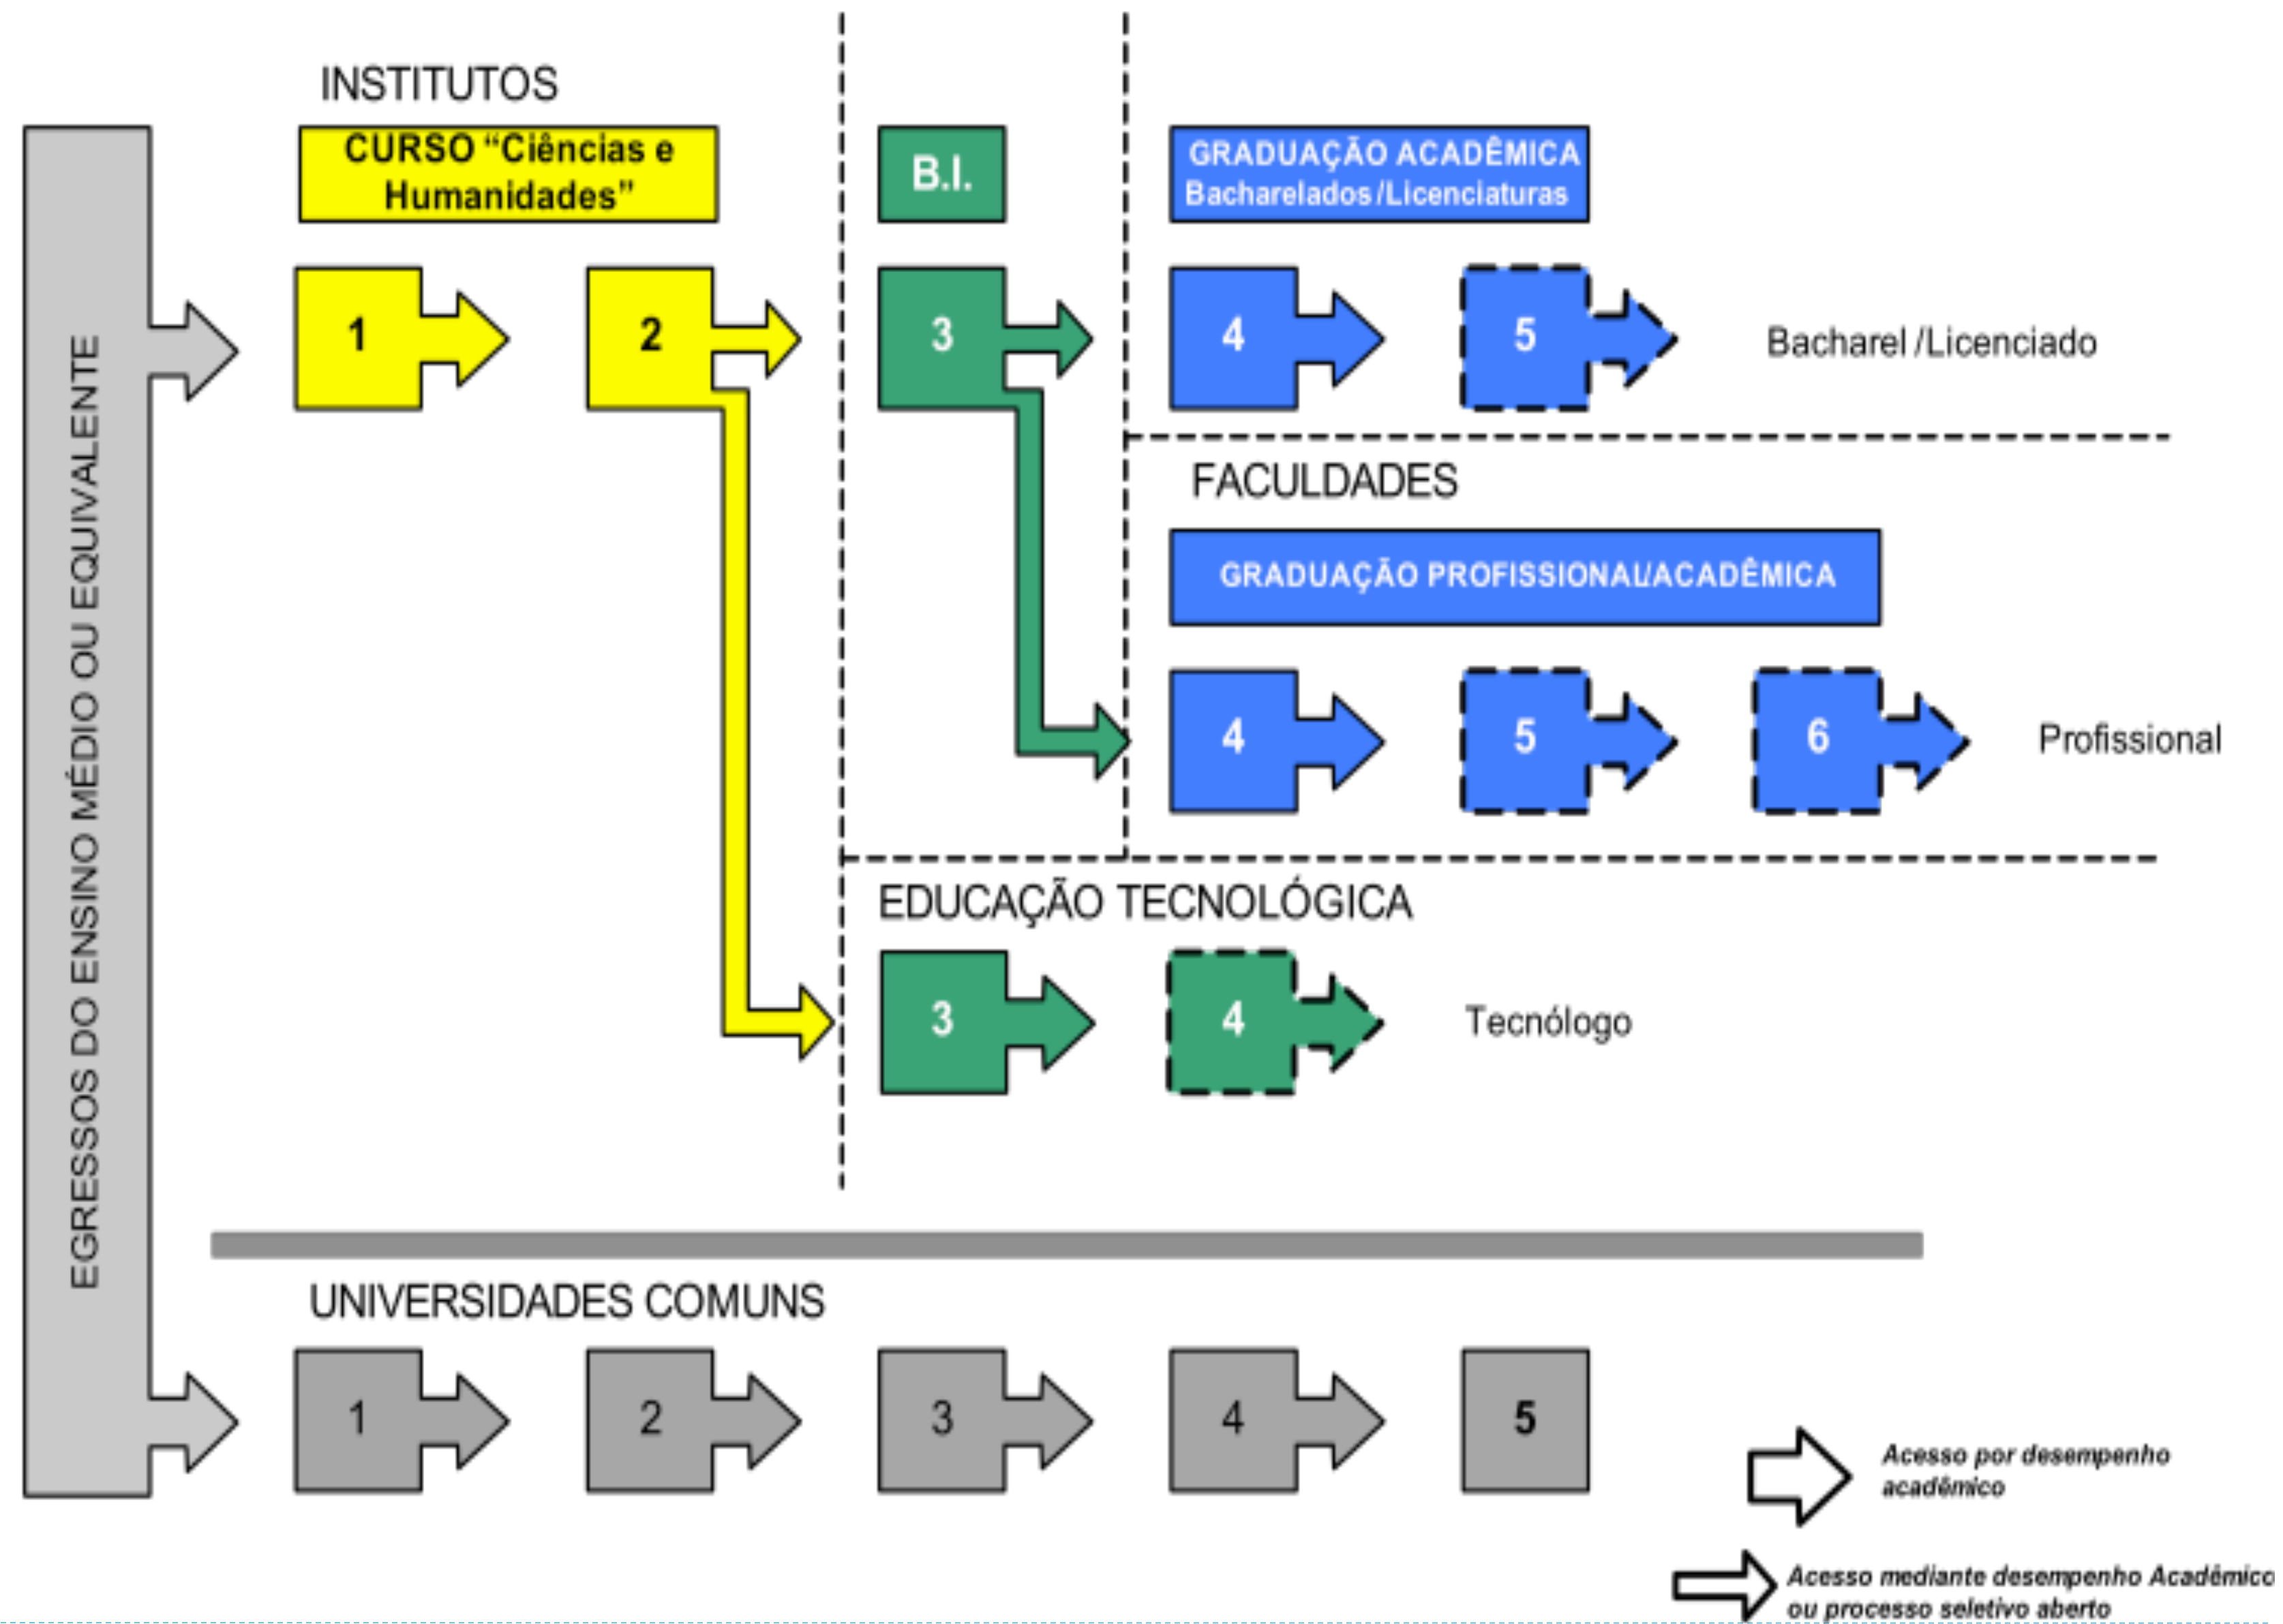 EGRESSOS DO ENSINO MÉDIO OU EQUIVALENTE
INSTITUTOS
CURSO “Ciências e
Humanidades”
B.I.
GRADUAÇÃO ACADÊMICA
Bacharelados/Licenciaturas
1
2
3
4
5
Bacharel /Licenciado
FACULDADES
GRADUAÇÃO PROFISSIONAL/ACADÊMICA
4
5
6
Profissional
EDUCAÇÃO TECNOLÓGICA
3
4
Tecnólogo
UNIVERSIDADES COMUNS
1
2
3
4
5
Acesso por desempenho
acadêmico
Acesso mediante desempenho Acadêmico
ou processo seletivo aberto